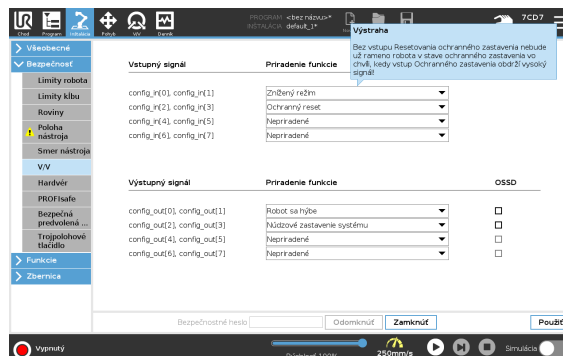 PROGRAM <bez názvu>*
INŠTALÁCIA default_1*
7CD7
Chod Program Inštalácia Pohyb V/V Denník
Výstraha
Bez vstupu Resetovania ochranného zastavenia nebude
už rameno robota v stave ochranného zastavenia vo
chvíli, kedy vstup Ochranného zastavenia obdrží vysoký
signál!
Všeobecné
Bezpečnosť
Limity robota
Limity kĺbu
Roviny
Poloha
nástroja
Smer nástroja
V/V
Hardvér
PROFIsafe
Bezpečná
predvolená ...
Trojpolohové
tlačidlo
Funkcie
Zbernica
Vstupný signál Priradenie funkcie
config_in[0], config_in[1] Znížený režim
config_in[2], config_in[3] Ochranný reset
config_in[4], config_in[5] Nepriradené
config_in[6], config_in[7] Nepriradené
Výstupný signál Priradenie funkcie OSSD
config_out[0], config_out[1] Robot sa hýbe
config_out[2], config_out[3] Núdzové zastavenie systému
config_out[4], config_out[5] Nepriradené
config_out[6], config_out[7] Nepriradené
Bezpečnostné heslo Odomknúť Zamknúť Použiť
Vypnutý
250mm/s
Simulácia